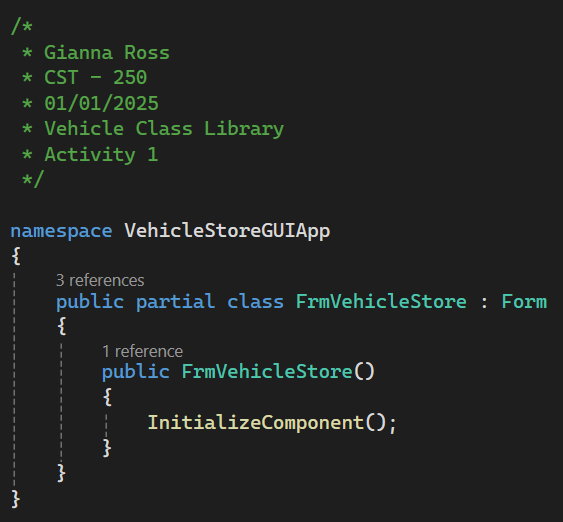 /*
* Gianna Ross
* CST - 250
* 01/01/2025
* Vehicle Class Library
* Activity 1
*/
namespace VehicleStoreGUIApp
{
3 references
public partial class FrmVehicleStore : Form
{
1 reference
public FrmVehicleStore()
{
InitializeComponent();
}
}
}